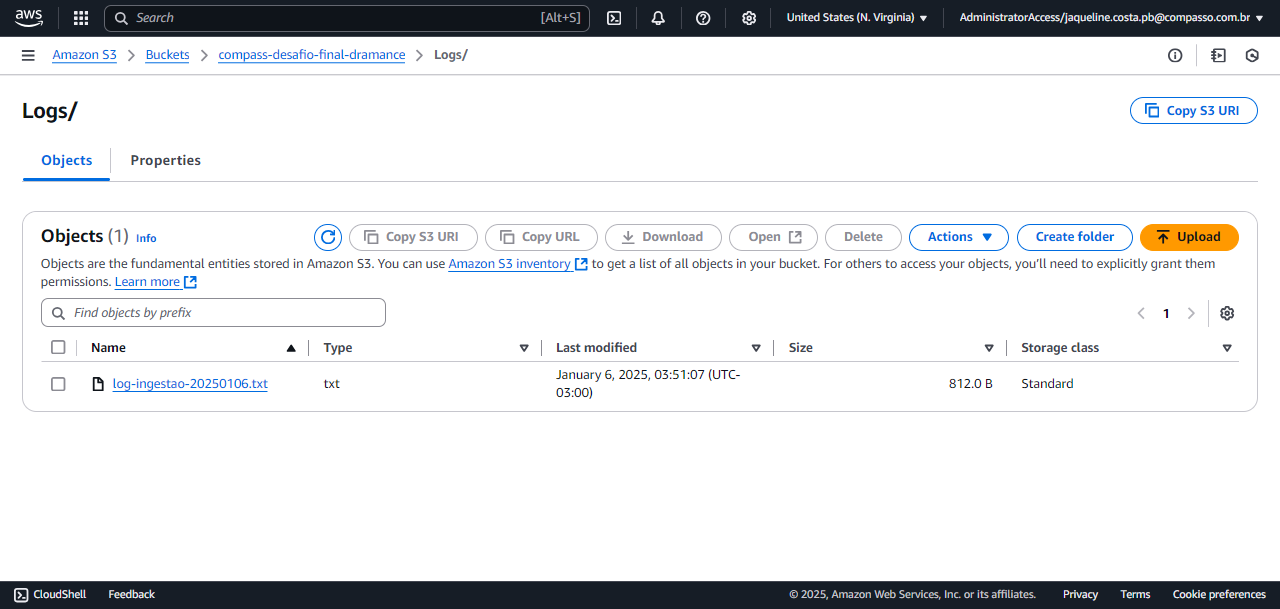 aws
Search [Alt+S]
United States (N. Virginia) ▼
AdministratorAccess/jaqueline.costa.pb@compasso.com.br ▼
Amazon S3 > Buckets > compass-desafio-final-dramance > Logs/
Logs/
Copy S3 URI
Objects
Properties
Objects (1) Info
Copy S3 URI
Copy URL
Download
Open
Delete
Actions ▼
Create folder
Upload
Objects are the fundamental entities stored in Amazon S3. You can use Amazon S3 inventory to get a list of all objects in your bucket. For others to access your objects, you'll need to explicitly grant them
permissions. Learn more
Find objects by prefix
1
Name Type Last modified Size Storage class
log-ingestao-20250106.txt txt January 6, 2025, 03:51:07 (UTC-
03:00) 812.0 B Standard
CloudShell Feedback © 2025, Amazon Web Services, Inc. or its affiliates. Privacy Terms Cookie preferences